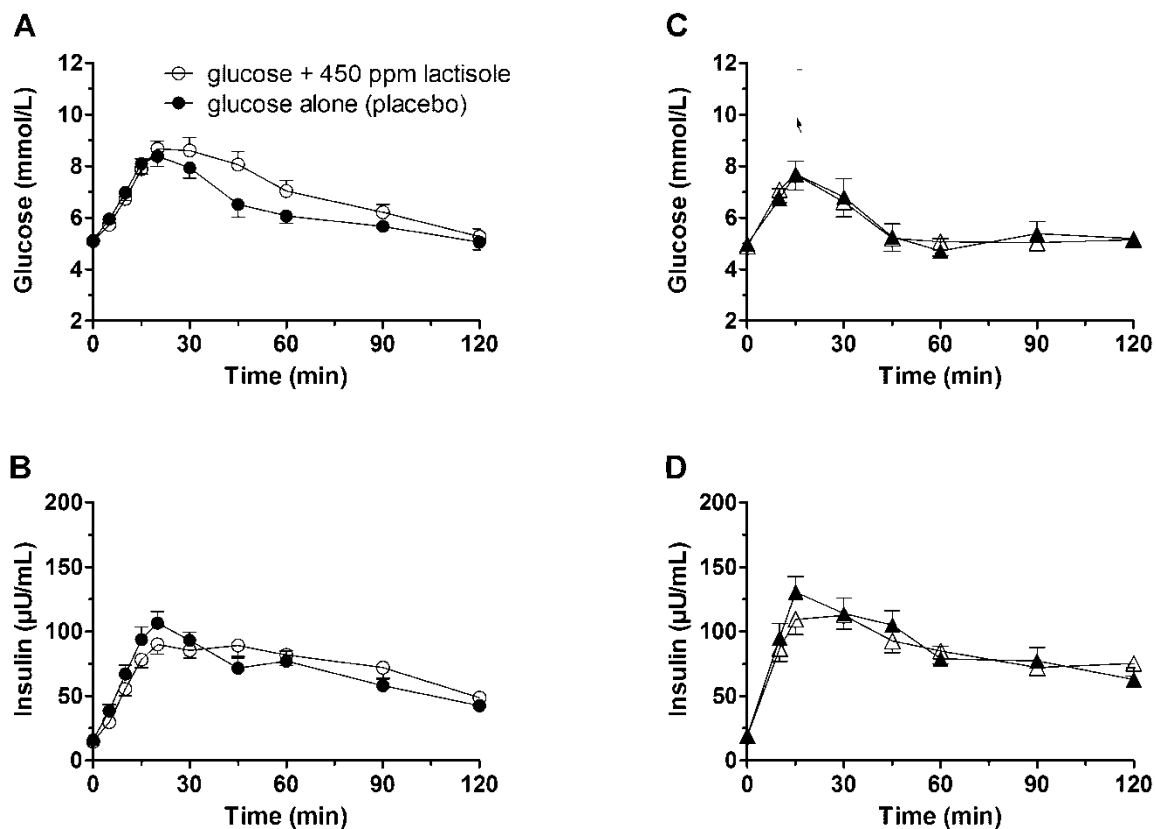 A
Glucose (mmol/L)
12
10
8
6
4
2
glucose + 450 ppm lactisole
glucose alone (placebo)
0 30 60 90 120
Time (min)
C
Glucose (mmol/L)
12
10
8
6
4
2
0 30 60 90 120
Time (min)
B
Insulin (µU/mL)
200
150
100
50
0
0 30 60 90 120
Time (min)
D
Insulin (µU/mL)
200
150
100
50
0
0 30 60 90 120
Time (min)